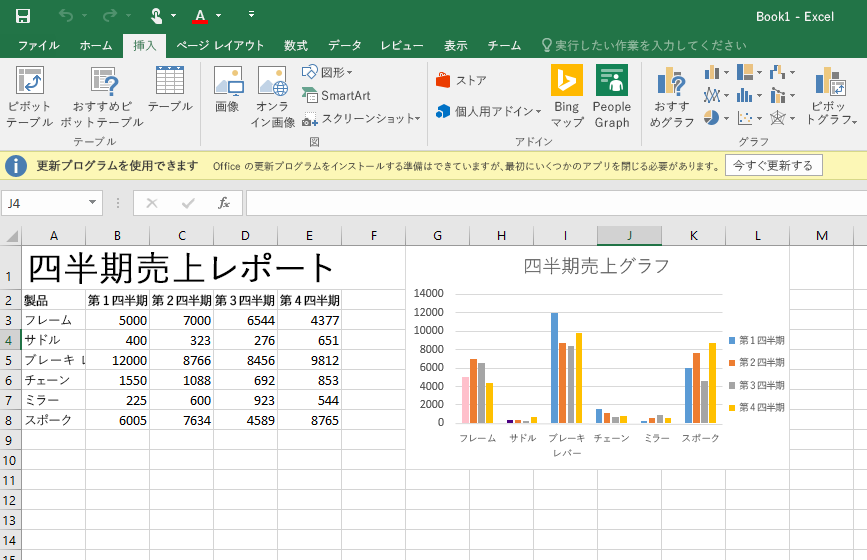 Book1 - Excel
ファイル ホーム 挿入 ページ レイアウト 数式 データ レビュー 表示 チーム 実行したい作業を入力してください
ピボット
テーブル
おすすめピ
ボットテーブル
テーブル
テーブル
画像
オンラ
イン画像
図形
SmartArt
スクリーンショット
図
ストア
個人用アドイン
Bing
マップ
People
Graph
アドイン
おすす
めグラフ
ピボッ
トグラフ
グラフ
更新プログラムを使用できます Office の更新プログラムをインストールする準備はできていますが、最初にいくつかのアプリを閉じる必要があります。 今すぐ更新する
J4 fx
A B C D E F G H I J K L M
1 四半期売上レポート
2 製品 第1四半期 第2四半期 第3四半期 第4四半期
3 フレーム 5000 7000 6544 4377
4 サドル 400 323 276 651
5 ブレーキ レ 12000 8766 8456 9812
6 チェーン 1550 1088 692 853
7 ミラー 225 600 923 544
8 スポーク 6005 7634 4589 8765
9
10
11
12
13
14
15
四半期売上グラフ
14000
12000
10000
8000
6000
4000
2000
0
フレーム サドル ブレーキ チェーン ミラー スポーク
レバー
第1四半期
第2四半期
第3四半期
第4四半期